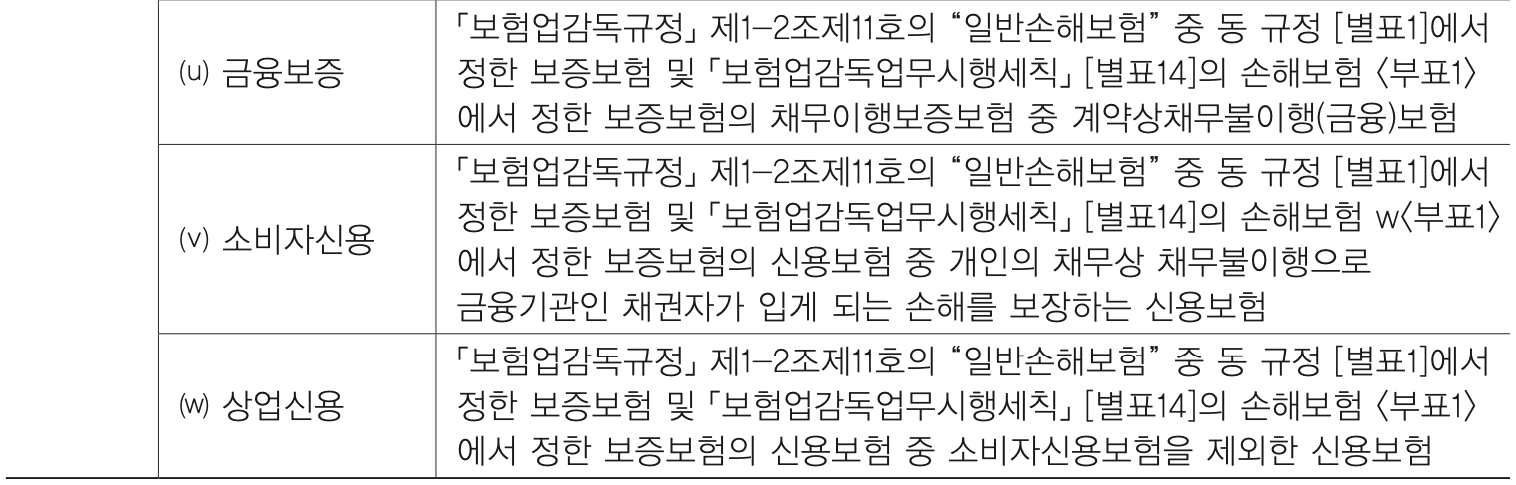 (u) 금융보증
「보험업감독규정」 제1-2조제11호의 “일반손해보험” 중 동 규정 [별표1]에서
정한 보증보험 및 「보험업감독업무시행세칙」 [별표14]의 손해보험 〈부표1〉
에서 정한 보증보험의 채무이행보증보험 중 계약상채무불이행(금융)보험
(v) 소비자신용
「보험업감독규정」 제1-2조제11호의 “일반손해보험” 중 동 규정 [별표1]에서
정한 보증보험 및 「보험업감독업무시행세칙」 [별표14]의 손해보험 w〈부표1〉
에서 정한 보증보험의 신용보험 중 개인의 채무상 채무불이행으로
금융기관인 채권자가 입게 되는 손해를 보장하는 신용보험
(w) 상업신용
「보험업감독규정」 제1-2조제11호의 “일반손해보험” 중 동 규정 [별표1]에서
정한 보증보험 및 「보험업감독업무시행세칙」 [별표14]의 손해보험 〈부표1〉
에서 정한 보증보험의 신용보험 중 소비자신용보험을 제외한 신용보험